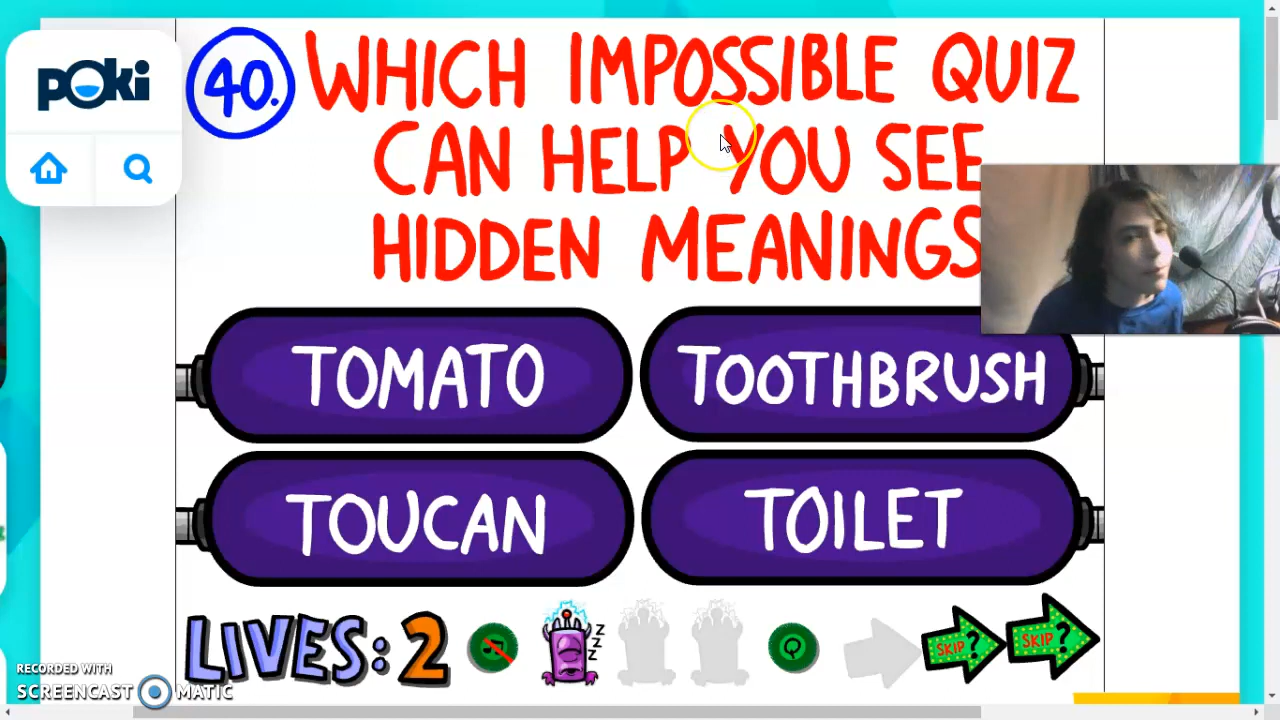 poki
40.
WHICH IMPOSSIBLE QUIZ
CAN HELP YOU SEE
HIDDEN MEANINGS
TOMATO
TOOTHBRUSH
TOUCAN
TOILET
LIVES: 2
z z z
SKIP?
SKIP?
RECORDED WITH
SCREENCAST MATIC